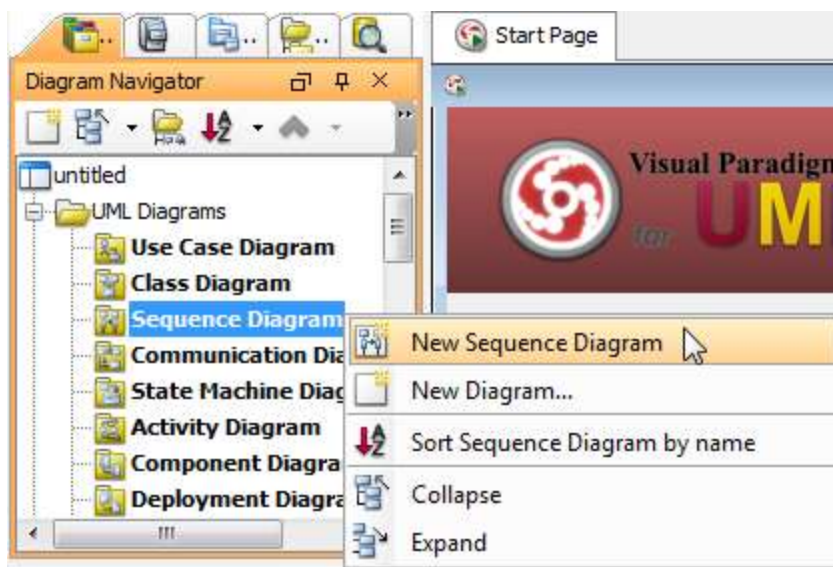 Start Page
Diagram Navigator
untitled
UML Diagrams
Use Case Diagram
Class Diagram
Sequence Diagram
Communication Dia
State Machine Diag
Activity Diagram
Component Diagra
Deployment Diagra
Visual Paradigm
for UM
New Sequence Diagram
New Diagram...
Sort Sequence Diagram by name
Collapse
Expand